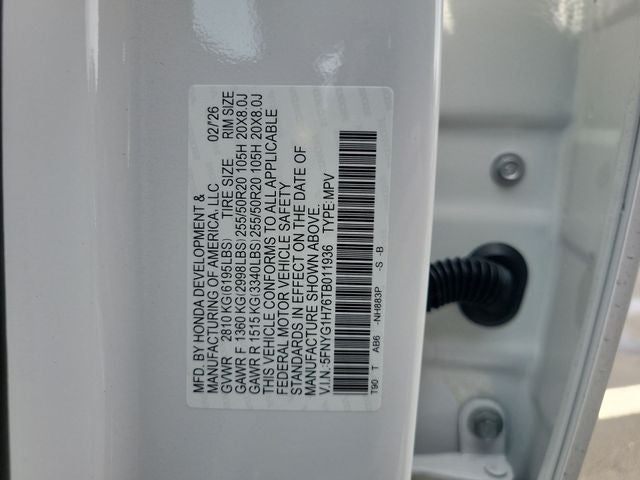 MFD. BY HONDA DEVELOPMENT &
MANUFACTURING OF AMERICA, LLC 02/26
GVWR 2810 KG(6195LBS) TIRE SIZE RIM SIZE
GAWR F 1360 KG(2998LBS) 255/50R20 105H 20X8.0J
GAWR R 1515 KG(3340LBS) 255/50R20 105H 20X8.0J
THIS VEHICLE CONFORMS TO ALL APPLICABLE
FEDERAL MOTOR VEHICLE SAFETY
STANDARDS IN EFFECT ON THE DATE OF
MANUFACTURE SHOWN ABOVE.
V.I.N.:5FNYG1H76TB011936 TYPE:MPV
T90 T AB6 -NH883P -S -B